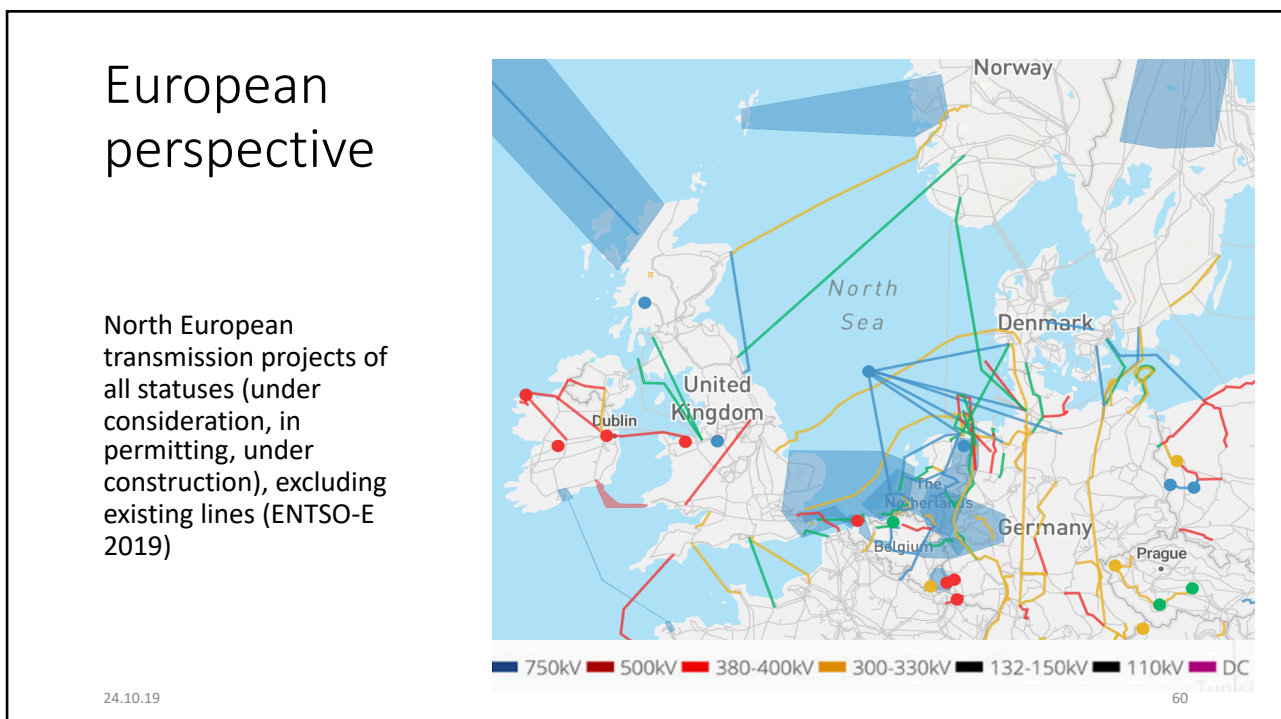 European
perspective
North European
transmission projects of
all statuses (under
consideration, in
permitting, under
construction), excluding
existing lines (ENTSO-E
2019)
Norway
North
Sea
Denmark
United
Kingdom
Dublin
The
Netherlands
Belgium
Germany
Prague
750kV 500kV 380-400kV 300-330kV 132-150kV 110kV DC
24.10.19
60